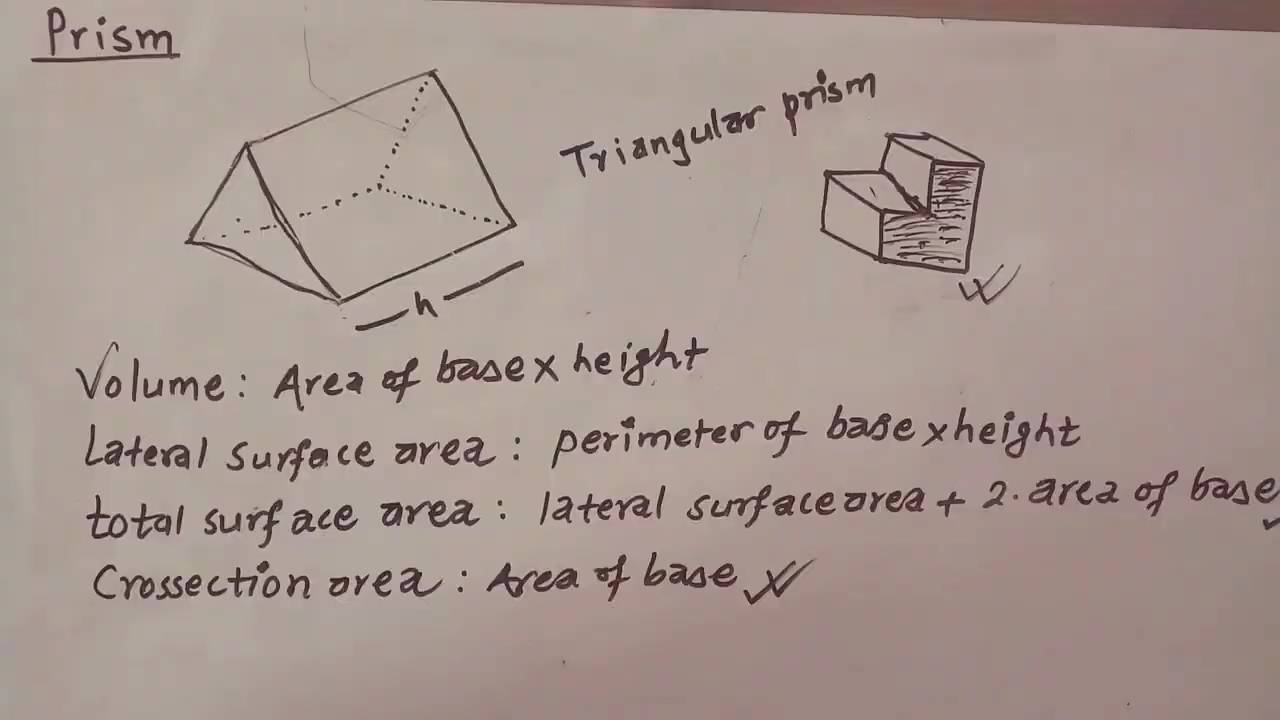 Prism
Triangular prism
h
Volume: Area of base x height
Lateral surface area : perimeter of base x height
total surface area : lateral surface area + 2. area of base
Crossection area : Area of base